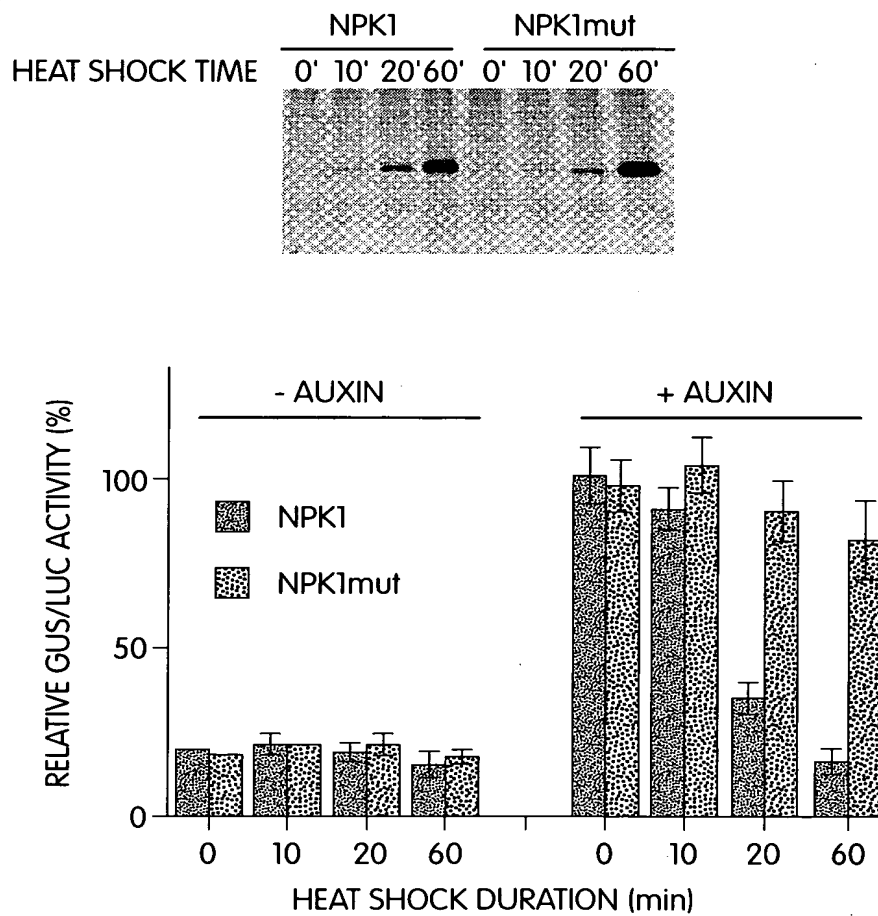 NPK1 NPK1mut
HEAT SHOCK TIME 0' 10' 20' 60' 0' 10' 20' 60'
RELATIVE GUS/LUC ACTIVITY (%)
- AUXIN + AUXIN
100
50
0
NPK1
NPK1mut
0 10 20 60 0 10 20 60
HEAT SHOCK DURATION (min)